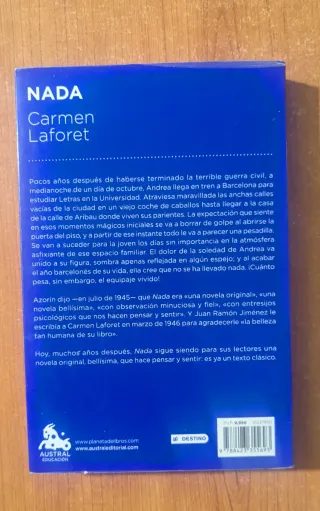 NADA
Carmen
Laforet
Pocos años después de haberse terminado la terrible guerra civil, a
medianoche de un día de octubre, Andrea llega en tren a Barcelona para
estudiar Letras en la Universidad. Atraviesa maravillada las anchas calles
vacías de la ciudad en un viejo coche de caballos hasta llegar a la casa
de la calle de Aribau donde viven sus parientes. La expectación que siente
en esos momentos mágicos iniciales se va a borrar de golpe al abrirse la
puerta del piso, y a partir de ese instante todo le va a parecer una pesadilla.
Se van a suceder para la joven los días sin importancia en la atmósfera
asfixiante de ese espacio familiar. El dolor de la soledad de Andrea va
unido a su figura, sombra apenas reflejada en algún espejo; y al acabar
el año barcelonés de su vida, ella cree que no se ha llevado nada, ¡Cuánto
pesa, sin embargo, el equipaje vivido!
Azorín dijo —en julio de 1945— que Nada era «una novela original», «una
novela bellísima», «con observación minuciosa y fiel», «con entresijos
psicológicos que nos hacen pensar y sentir». Y Juan Ramón Jiménez le
escribía a Carmen Laforet en marzo de 1946 para agradecerle «la belleza
tan humana de su libro».
Hoy, muchos años después, Nada sigue siendo para sus lectores una
novela original, bellísima, que hace pensar y sentir: es ya un texto clásico.
AUSTRAL
EDUCACIÓN
www.planetadelibros.com
www.australeditorial.com
DESTINO
9 788423 351695